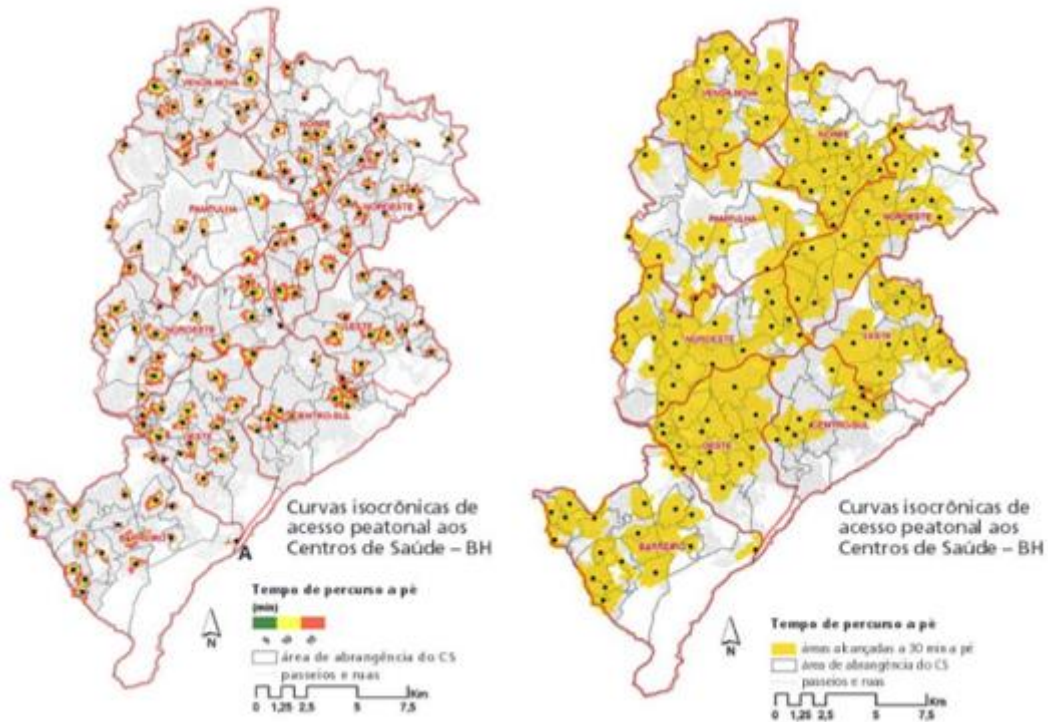 VENDA NOVA
NORTE
NORDESTE
PAMPULHA
NOROESTE
LESTE
CENTRO-SUL
OESTE
BARREIRO
A
Curvas isocrônicas de
acesso peatonal aos
Centros de Saúde – BH
Tempo de percurso a pé
(min)
N
área de abrangência do CS
passeios e ruas
0 1,25 2,5 5 7,5
Km
VENDA NOVA
NORTE
NORDESTE
PAMPULHA
NOROESTE
LESTE
CENTRO-SUL
OESTE
BARREIRO
Curvas isocrônicas de
acesso peatonal aos
Centros de Saúde – BH
Tempo de percurso a pé
áreas alcançadas a 30 min a pé
N
área de abrangência do CS
passeios e ruas
0 1,25 2,5 5 7,5
Km